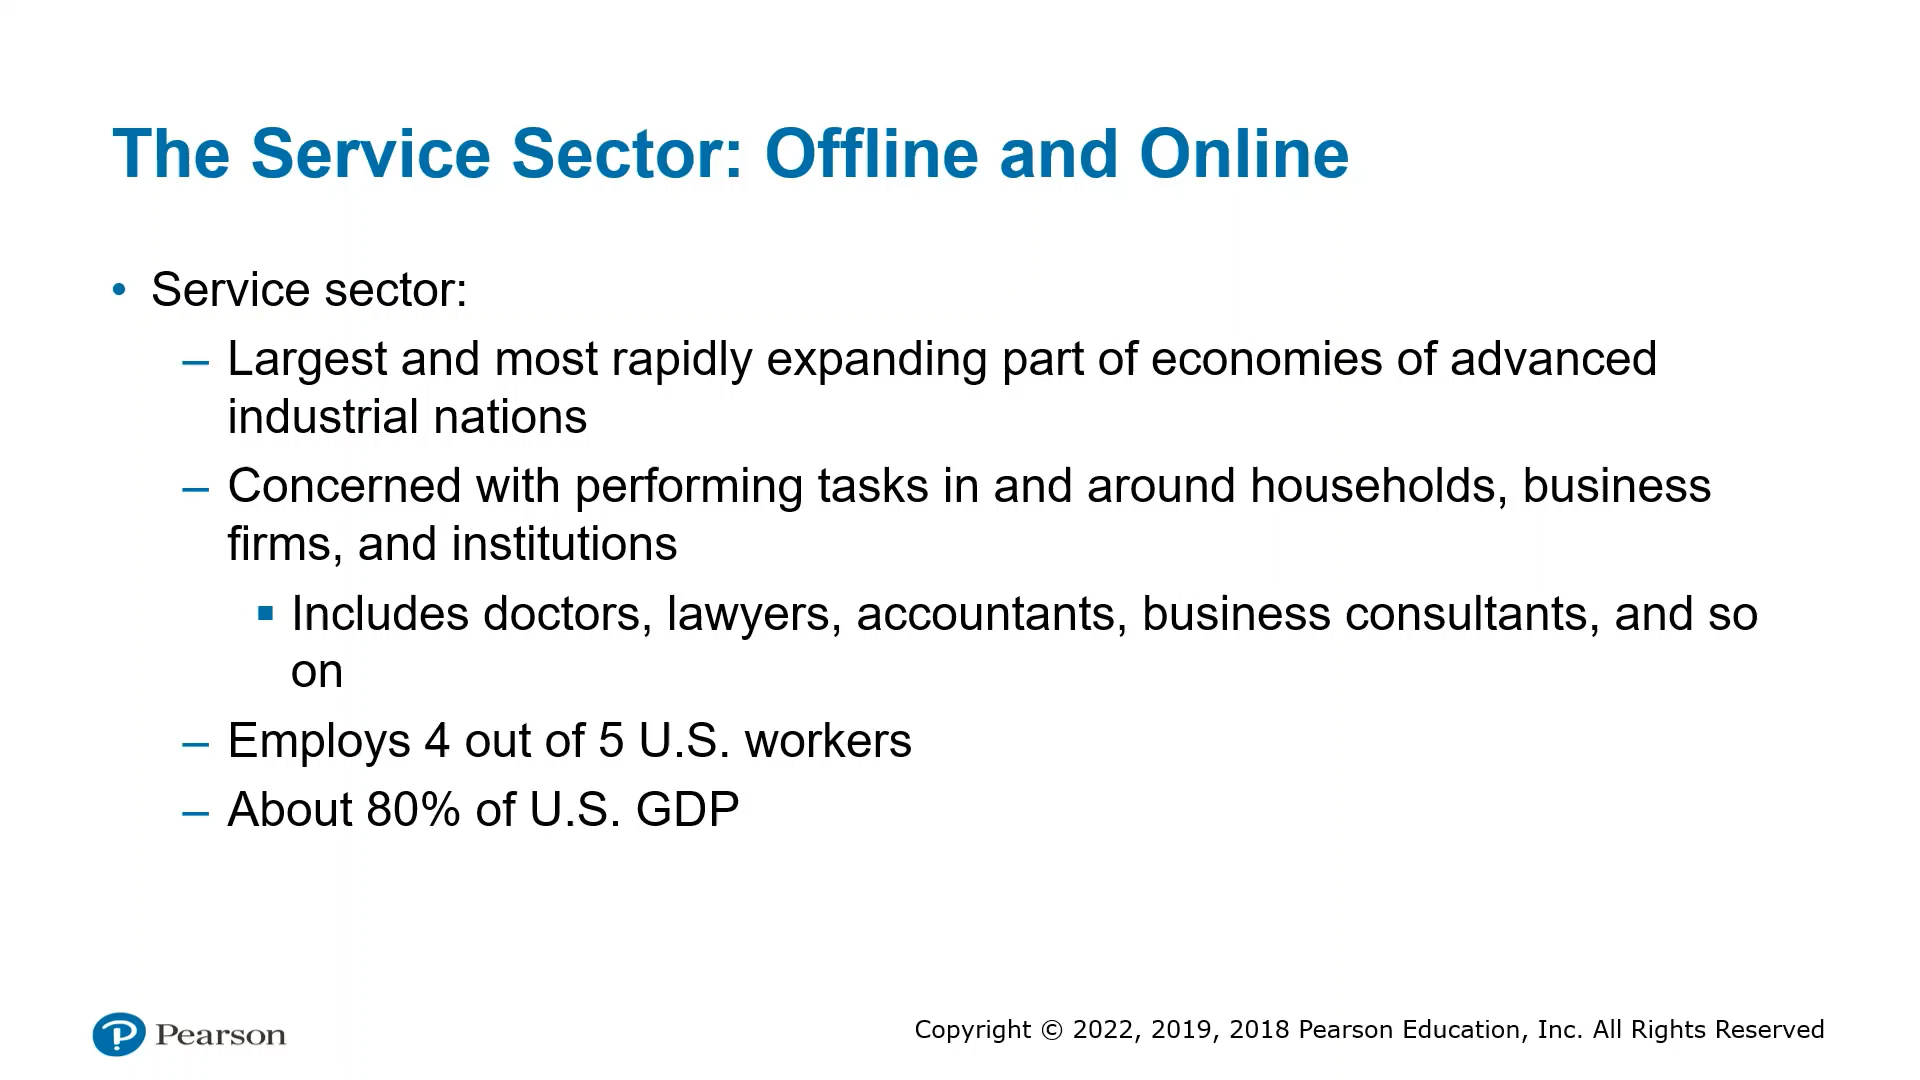 The Service Sector: Offline and Online
• Service sector:
– Largest and most rapidly expanding part of economies of advanced
industrial nations
– Concerned with performing tasks in and around households, business
firms, and institutions
▪ Includes doctors, lawyers, accountants, business consultants, and so
on
– Employs 4 out of 5 U.S. workers
– About 80% of U.S. GDP
Pearson
Copyright © 2022, 2019, 2018 Pearson Education, Inc. All Rights Reserved